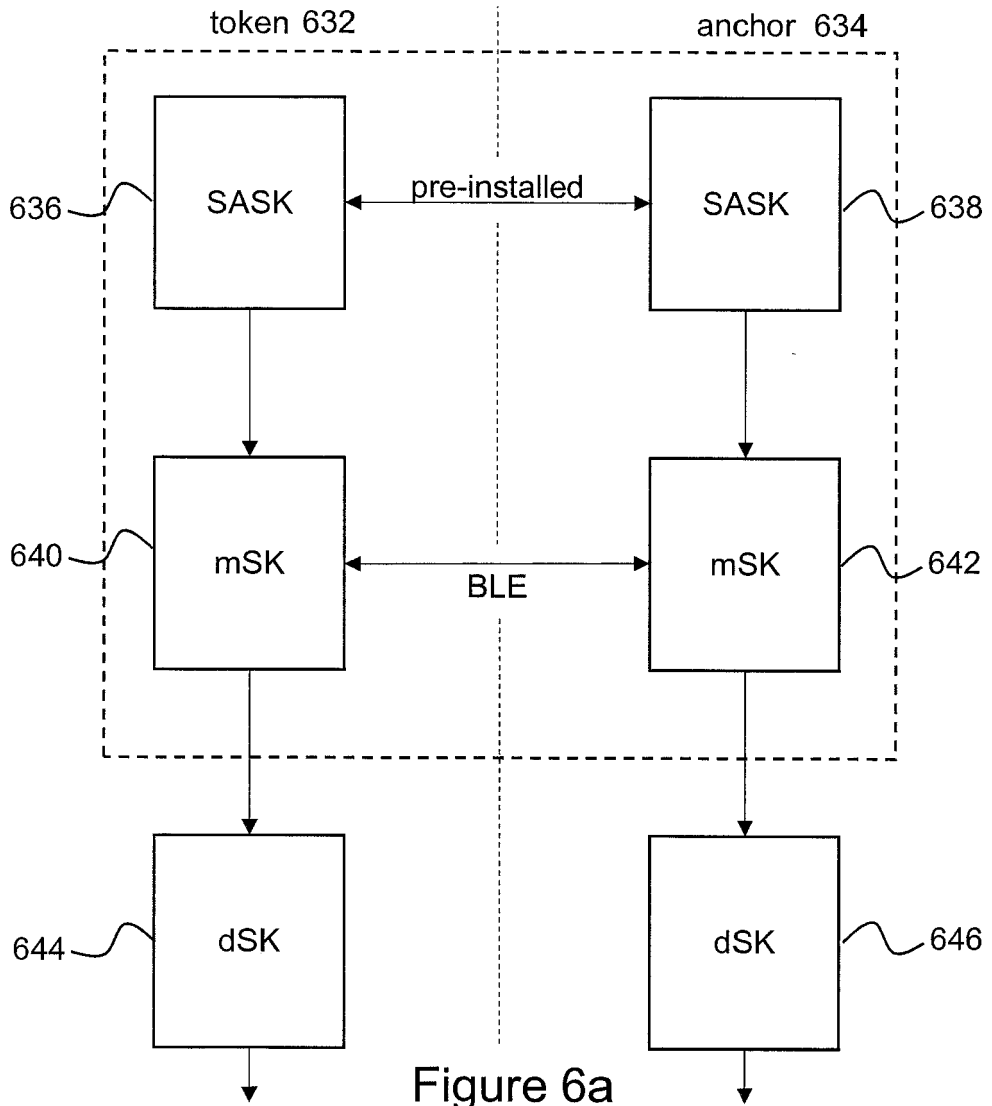 token 632
anchor 634
SASK
pre-installed
SASK
636
638
mSK
BLE
mSK
640
642
dSK
dSK
644
646
Figure 6a